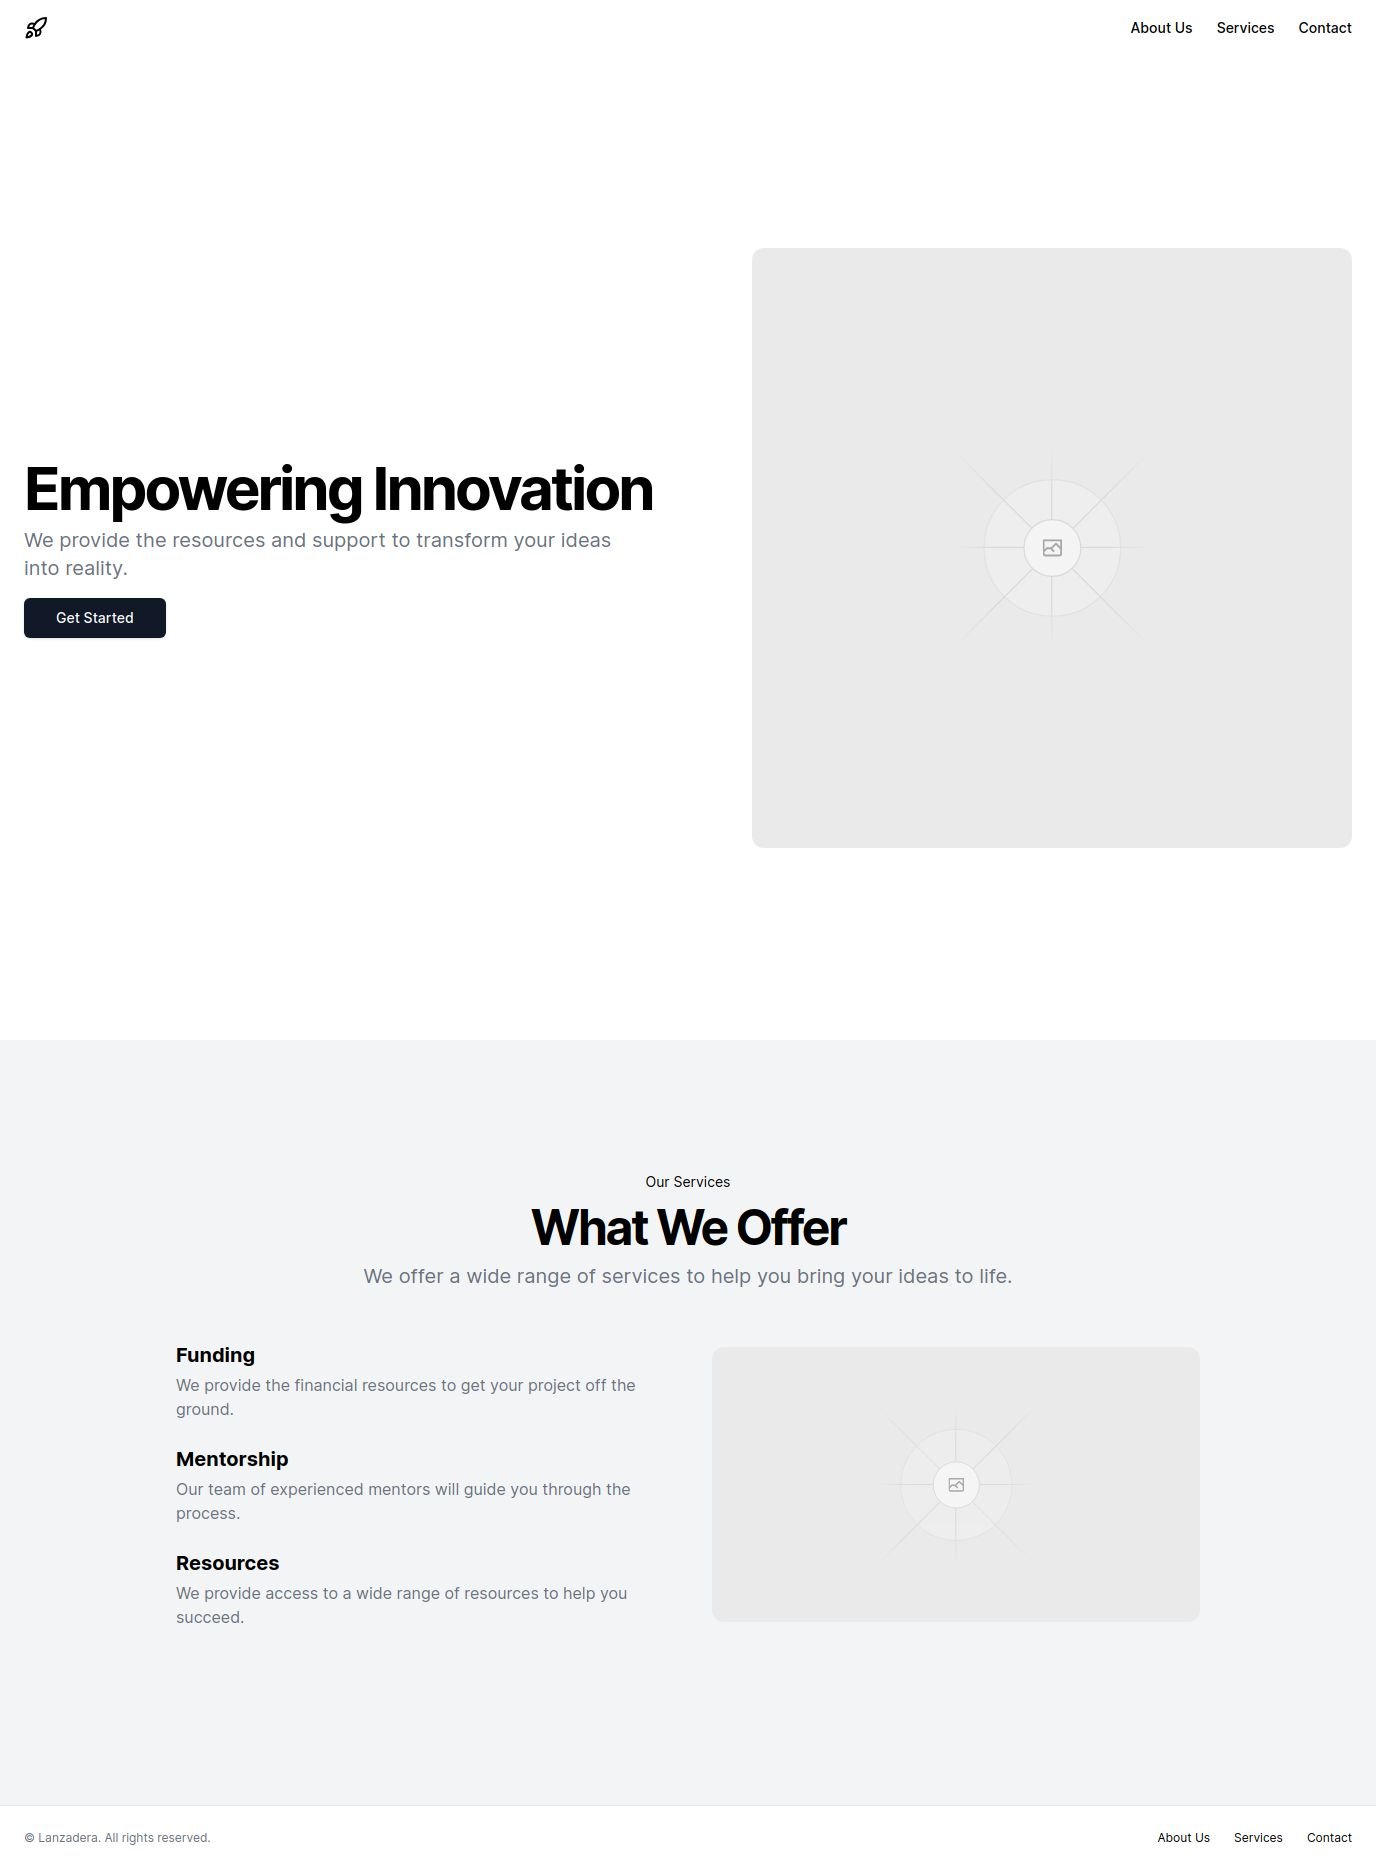 About Us
Services
Contact
Empowering Innovation
We provide the resources and support to transform your ideas
into reality.
Get Started
Our Services
What We Offer
We offer a wide range of services to help you bring your ideas to life.
Funding
We provide the financial resources to get your project off the
ground.
Mentorship
Our team of experienced mentors will guide you through the
process.
Resources
We provide access to a wide range of resources to help you
succeed.
© Lanzadera. All rights reserved.
About Us
Services
Contact